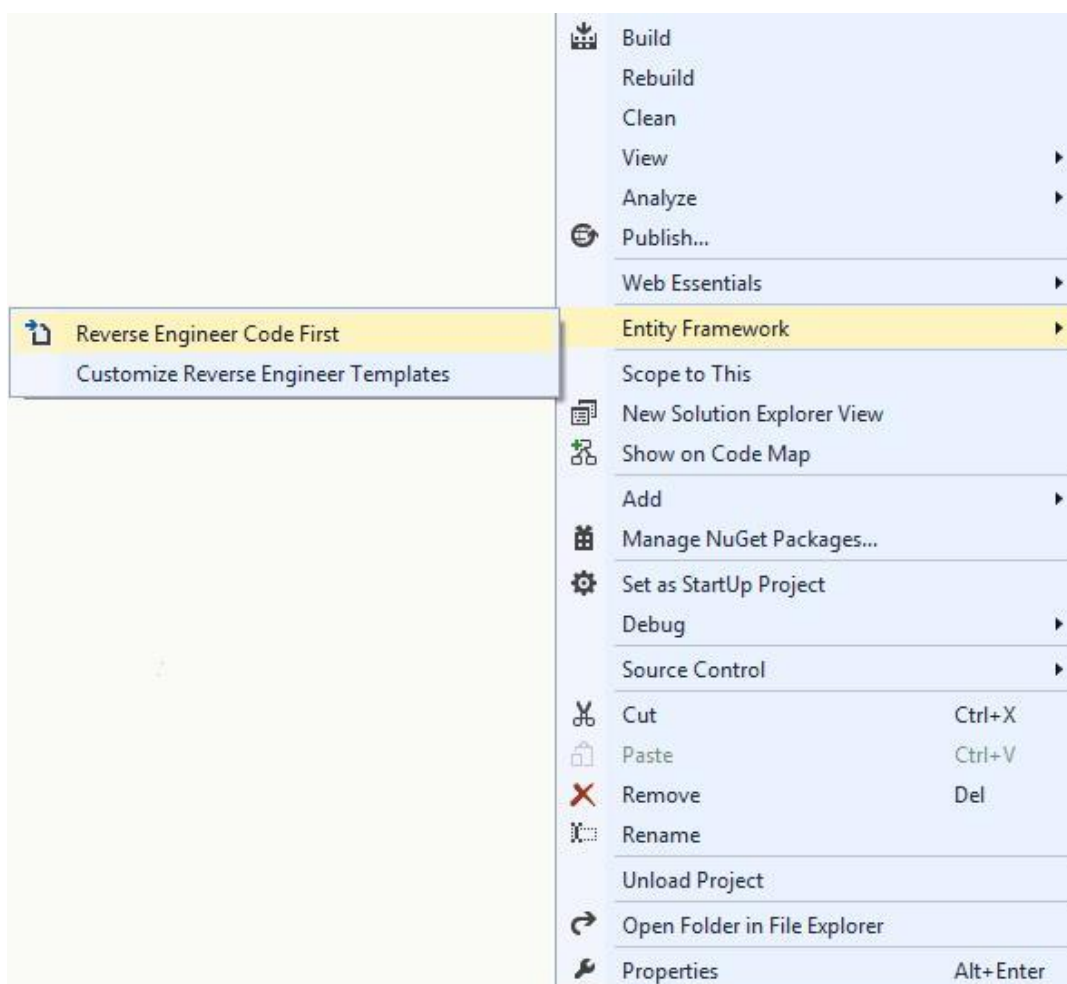 Build
Rebuild
Clean
View
Analyze
Publish...
Web Essentials
Entity Framework
Reverse Engineer Code First
Customize Reverse Engineer Templates
Scope to This
New Solution Explorer View
Show on Code Map
Add
Manage NuGet Packages...
Set as StartUp Project
Debug
Source Control
Cut Ctrl+X
Paste Ctrl+V
Remove Del
Rename
Unload Project
Open Folder in File Explorer
Properties Alt+Enter